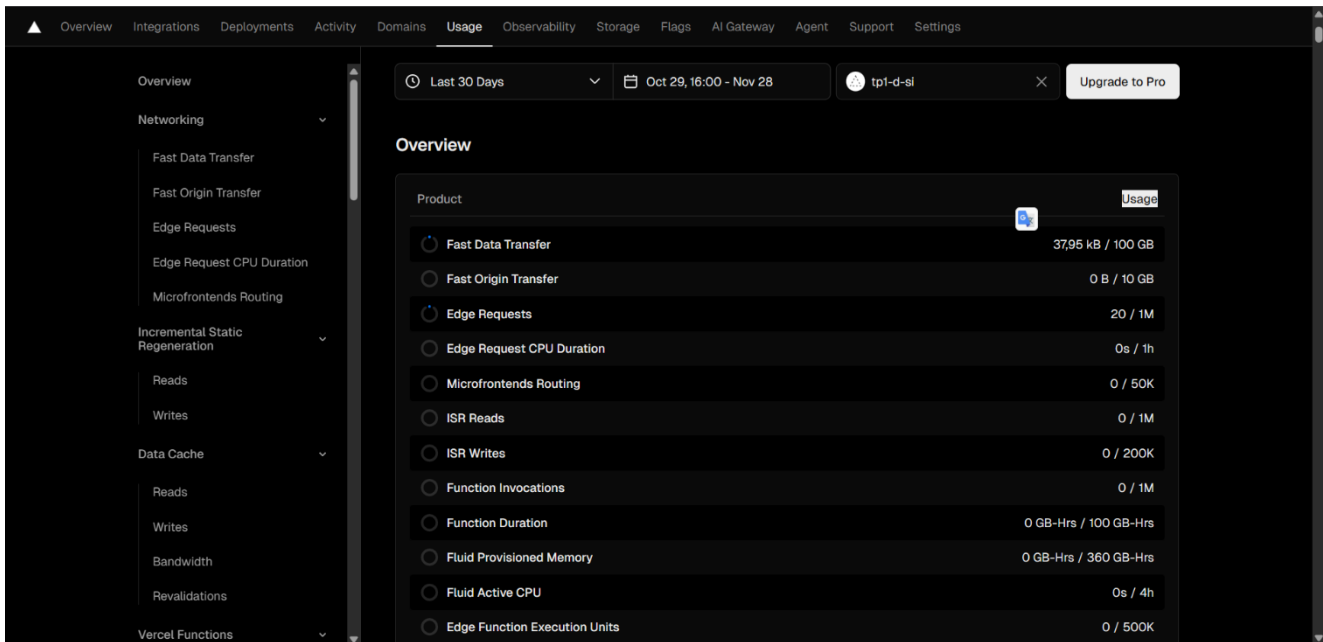 Overview Integrations Deployments Activity Domains Usage Observability Storage Flags AI Gateway Agent Support Settings
Overview
Networking
Fast Data Transfer
Fast Origin Transfer
Edge Requests
Edge Request CPU Duration
Microfrontends Routing
Incremental Static
Regeneration
Reads
Writes
Data Cache
Reads
Writes
Bandwidth
Revalidations
Vercel Functions
Last 30 Days Oct 29, 16:00 - Nov 28 tp1-d-si Upgrade to Pro
Overview
Product Usage
Fast Data Transfer 37,95 kB / 100 GB
Fast Origin Transfer 0 B / 10 GB
Edge Requests 20 / 1M
Edge Request CPU Duration 0s / 1h
Microfrontends Routing 0 / 50K
ISR Reads 0 / 1M
ISR Writes 0 / 200K
Function Invocations 0 / 1M
Function Duration 0 GB-Hrs / 100 GB-Hrs
Fluid Provisioned Memory 0 GB-Hrs / 360 GB-Hrs
Fluid Active CPU 0s / 4h
Edge Function Execution Units 0 / 500K